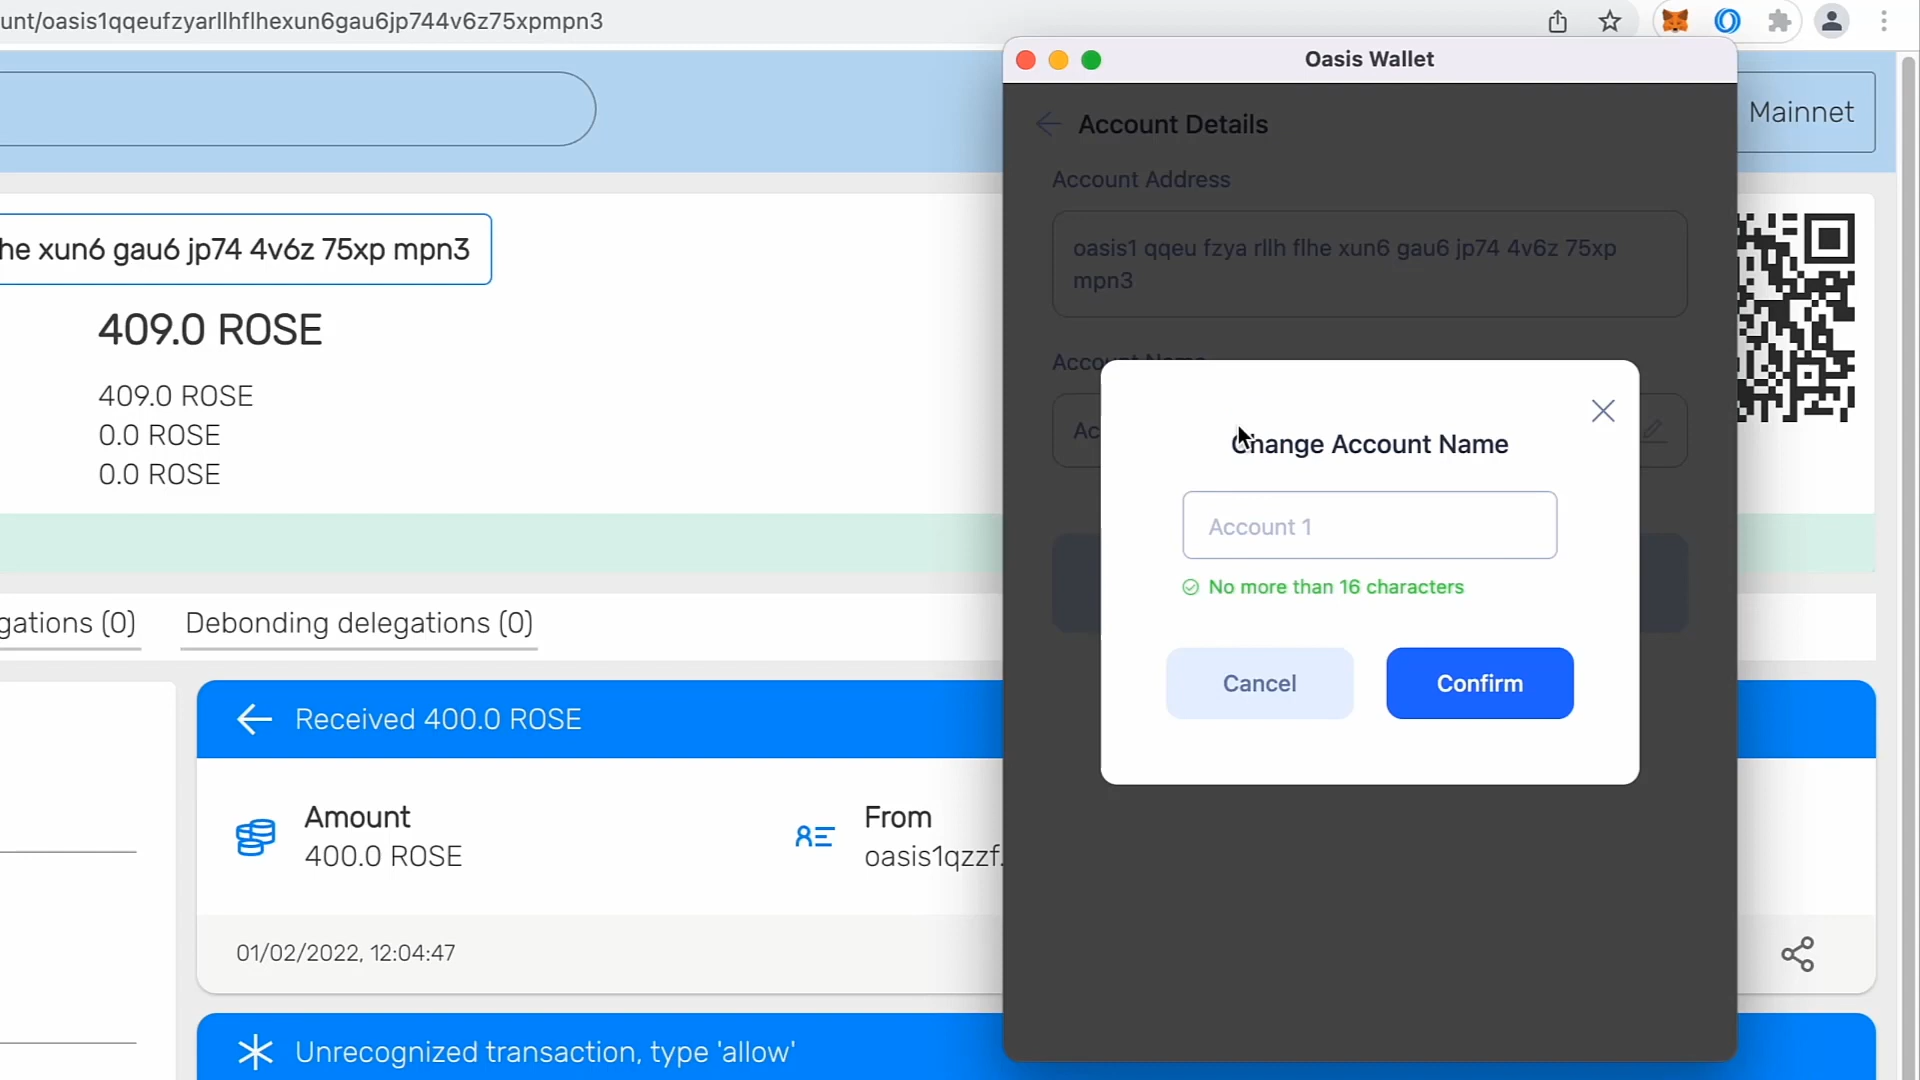 unt/oasis1qqeufzyarllhflhexun6gau6jp744v6z75xpmpn3
Oasis Wallet
Mainnet
Account Details
Account Address
he xun6 gau6 jp74 4v6z 75xp mpn3
oasis1 qqeu fzya rllh flhe xun6 gau6 jp74 4v6z 75xp
mpn3
409.0 ROSE
409.0 ROSE
0.0 ROSE
0.0 ROSE
Account Name
Ac
Change Account Name
Account 1
No more than 16 characters
Cancel
Confirm
gations (0)
Debonding delegations (0)
Received 400.0 ROSE
Amount
400.0 ROSE
From
oasis1qzzf.
01/02/2022, 12:04:47
Unrecognized transaction, type 'allow'